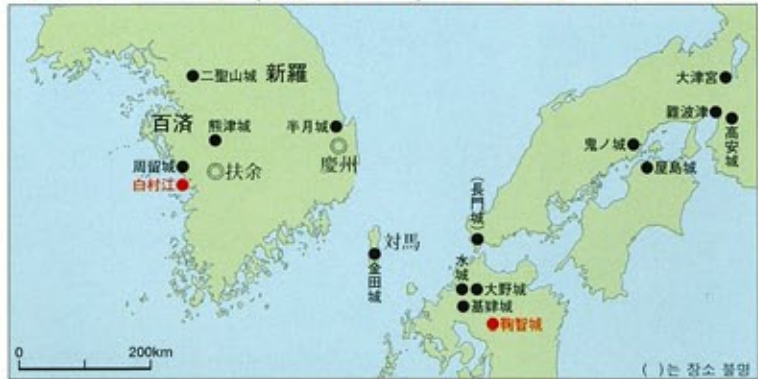 二聖山城
新羅
百済
熊津城
半月城
慶州
周留城
扶余
白村江
対馬
金田城
(長門城)
水城
大野城
基肄城
鞠智城
大津宮
難波津
高安城
鬼ノ城
屋島城
0 200km
( )는 장소 불명